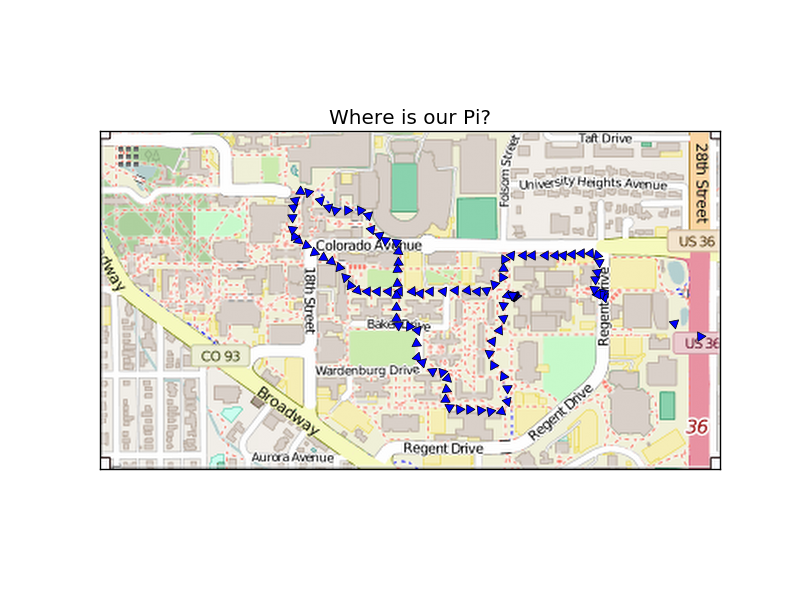 Where is our Pi?
Taft Drive
Folsom Street
28th Street
University Heights Avenue
US 36
Colorado Avenue
dway
18th Street
Regent Drive
Baker Drive
US 36
CO 93
Wardenburg Drive
Broadway
Regent Drive
36
Regent Drive
Aurora Avenue